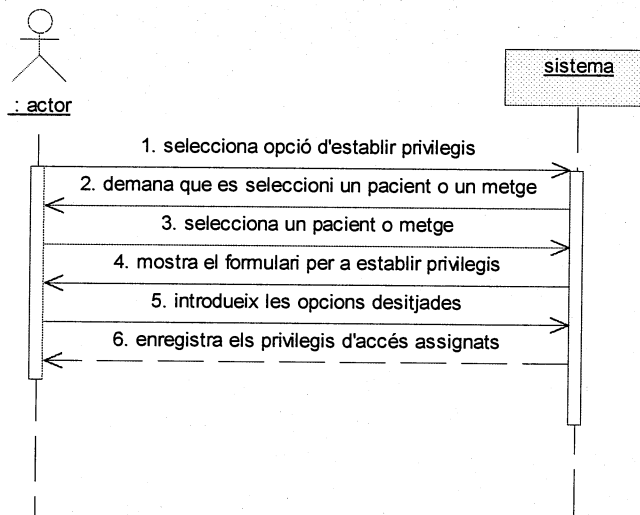 sistema
: actor
1. selecciona opció d'establir privilegis
2. demana que es seleccioni un pacient o un metge
3. selecciona un pacient o metge
4. mostra el formulari per a establir privilegis
5. introdueix les opcions desitjades
6. enregistra els privilegis d'accés assignats